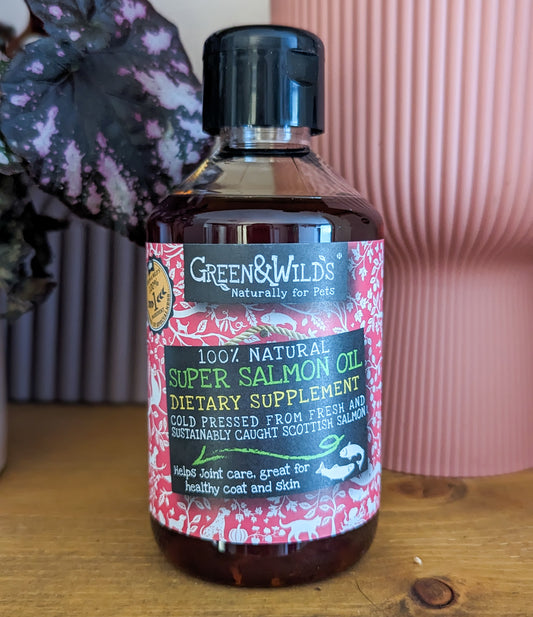 GREEN&WILD'S®
Naturally for Pets
100% NATURAL
SUPER SALMON OIL
DIETARY SUPPLEMENT
COLD PRESSED FROM FRESH AND
SUSTAINABLY CAUGHT SCOTTISH SALMON
Helps Joint care, great for
healthy coat and skin